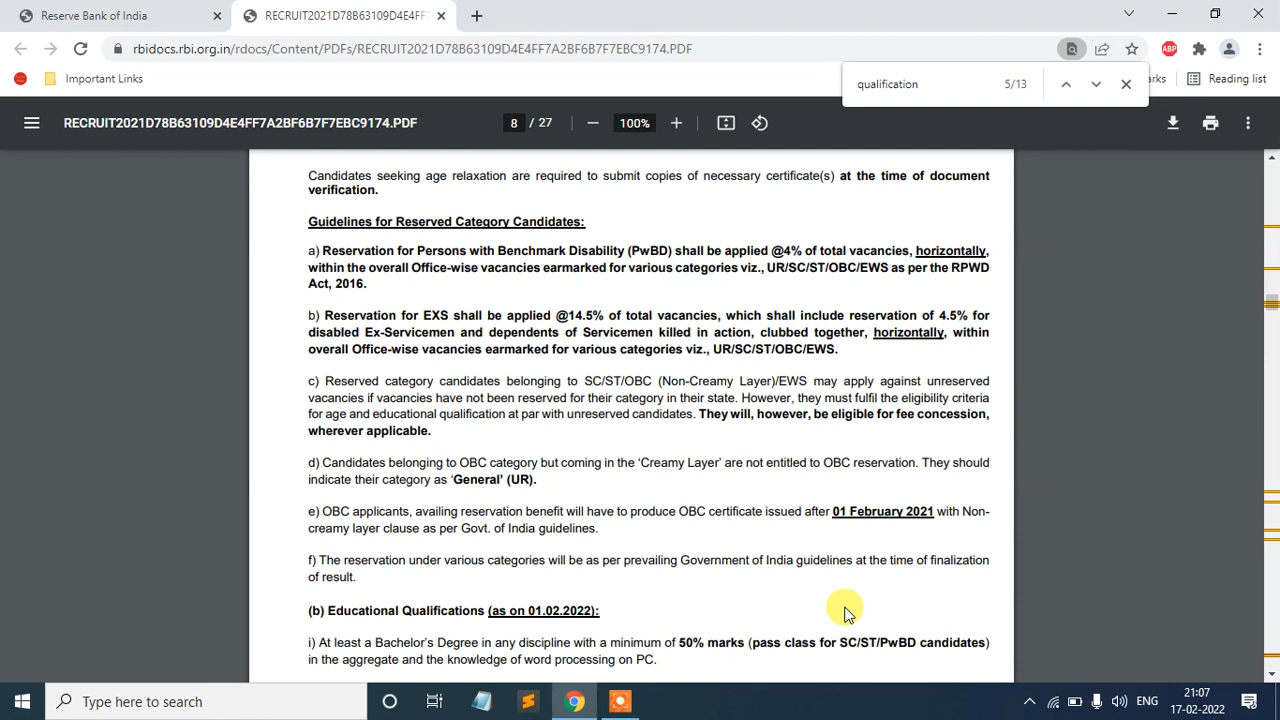 Reserve Bank of India
RECRUIT2021D78B63109D4E4FF
rbidocs.rbi.org.in/rdocs/Content/PDFs/RECRUIT2021D78B63109D4E4FF7A2BF6B7F7EBC9174.PDF
ABP
Important Links
qualification 5/13
rks
Reading list
RECRUIT2021D78B63109D4E4FF7A2BF6B7F7EBC9174.PDF 8 / 27 100%
Candidates seeking age relaxation are required to submit copies of necessary certificate(s) at the time of document
verification.
Guidelines for Reserved Category Candidates:
a) Reservation for Persons with Benchmark Disability (PwBD) shall be applied @4% of total vacancies, horizontally,
within the overall Office-wise vacancies earmarked for various categories viz., UR/SC/ST/OBC/EWS as per the RPWD
Act, 2016.
b) Reservation for EXS shall be applied @14.5% of total vacancies, which shall include reservation of 4.5% for
disabled Ex-Servicemen and dependents of Servicemen killed in action, clubbed together, horizontally, within
overall Office-wise vacancies earmarked for various categories viz., UR/SC/ST/OBC/EWS.
c) Reserved category candidates belonging to SC/ST/OBC (Non-Creamy Layer)/EWS may apply against unreserved
vacancies if vacancies have not been reserved for their category in their state. However, they must fulfil the eligibility criteria
for age and educational qualification at par with unreserved candidates. They will, however, be eligible for fee concession,
wherever applicable.
d) Candidates belonging to OBC category but coming in the ‘Creamy Layer’ are not entitled to OBC reservation. They should
indicate their category as ‘General’ (UR).
e) OBC applicants, availing reservation benefit will have to produce OBC certificate issued after 01 February 2021 with Non-
creamy layer clause as per Govt. of India guidelines.
f) The reservation under various categories will be as per prevailing Government of India guidelines at the time of finalization
of result.
(b) Educational Qualifications (as on 01.02.2022):
i) At least a Bachelor’s Degree in any discipline with a minimum of 50% marks (pass class for SC/ST/PwBD candidates)
in the aggregate and the knowledge of word processing on PC.
Type here to search
ENG
21:07
17-02-2022